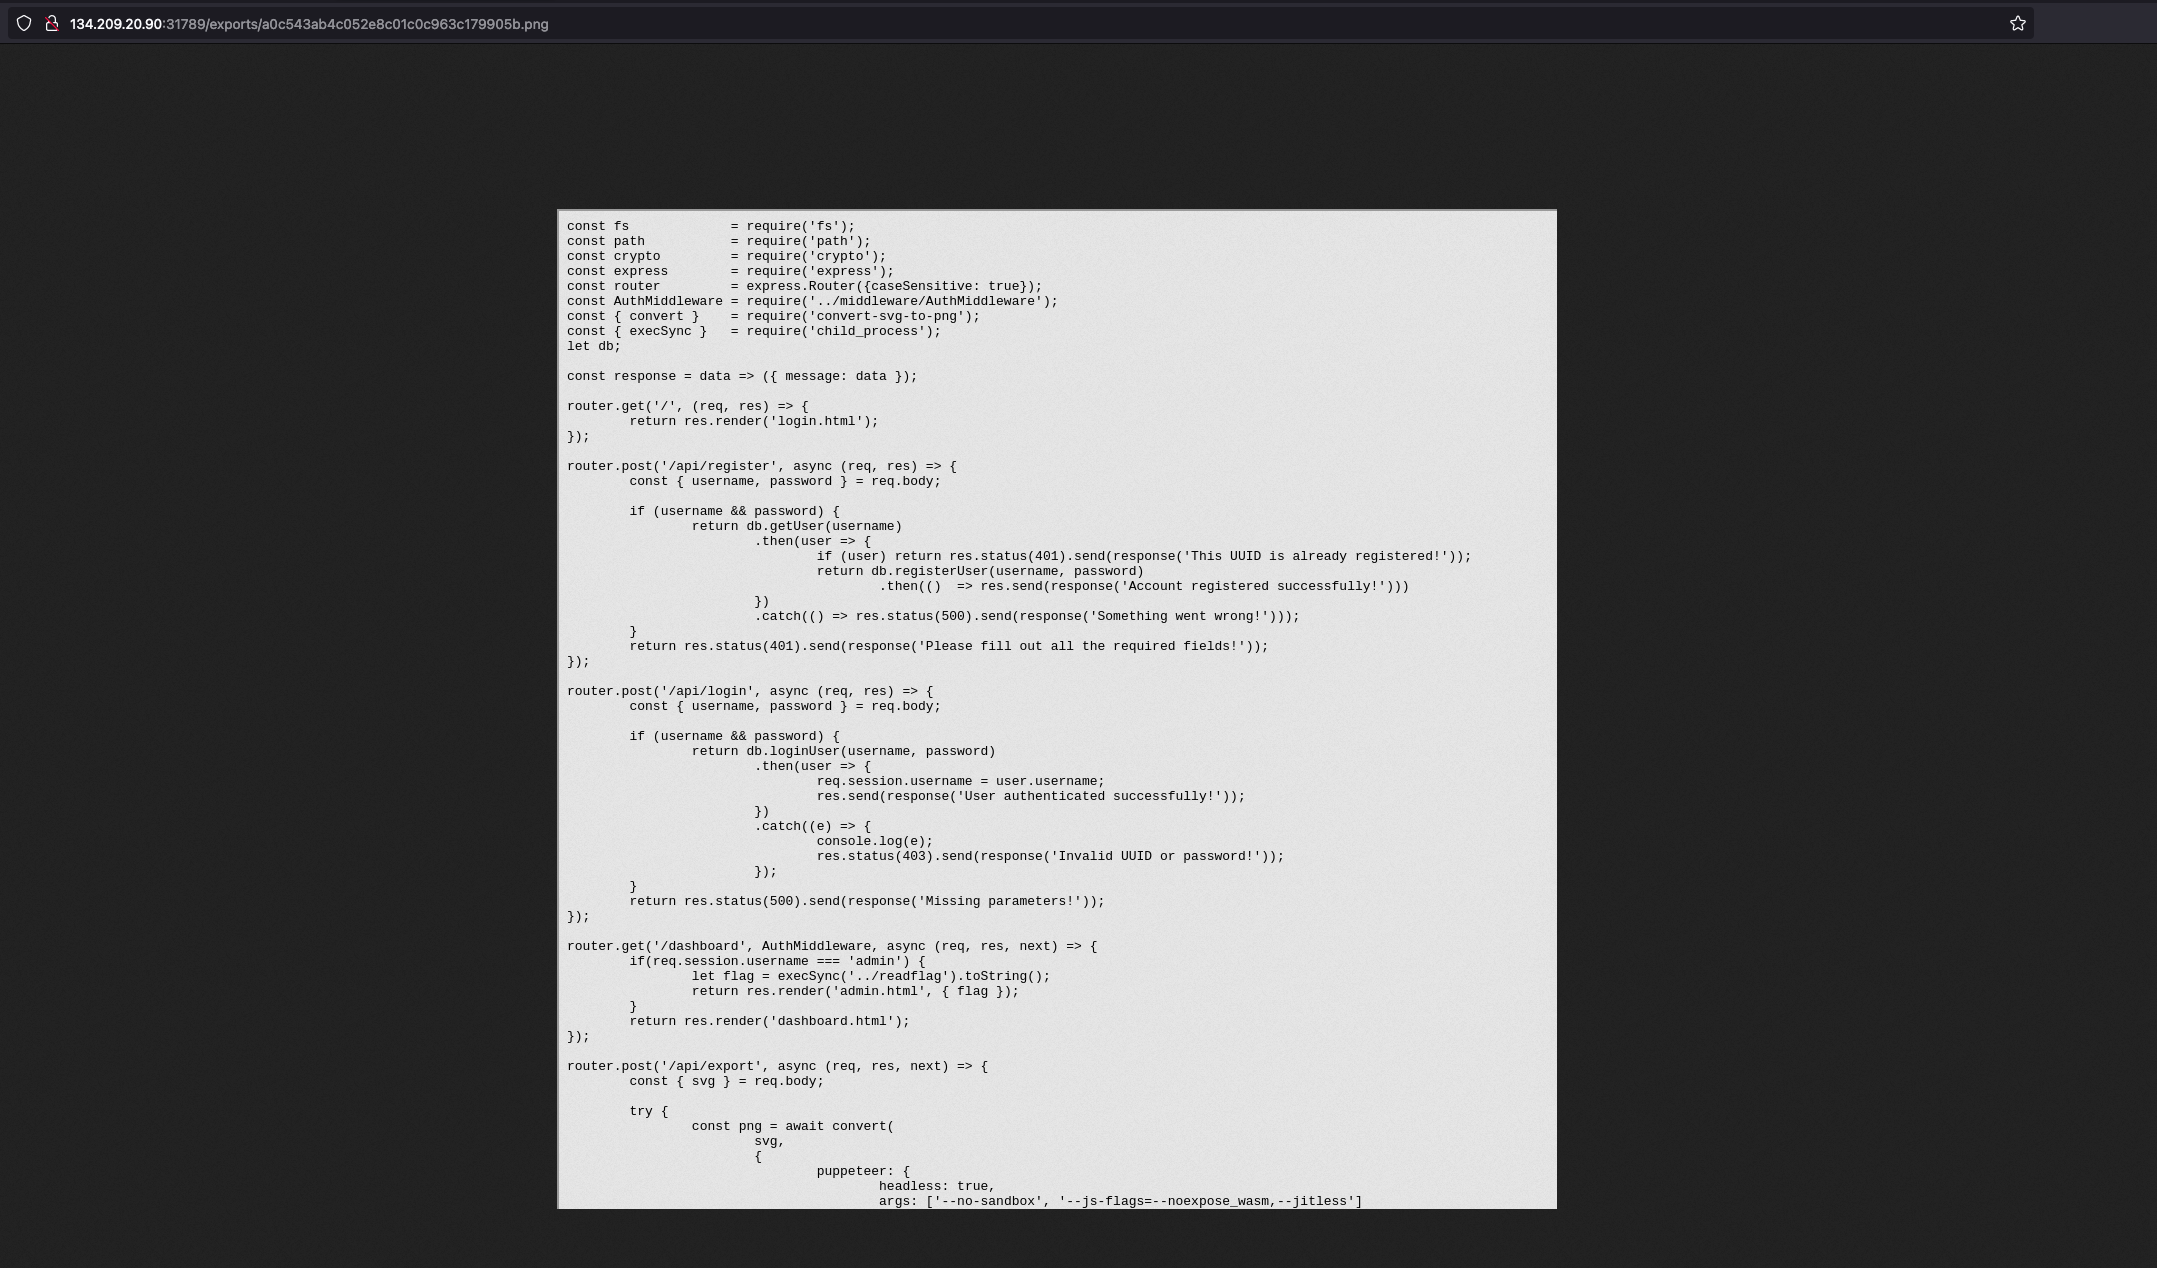 134.209.20.90:31789/exports/a0c543ab4c052e8c01c0c963c179905b.png
const fs             = require('fs');
const path           = require('path');
const crypto         = require('crypto');
const express        = require('express');
const router         = express.Router({caseSensitive: true});
const AuthMiddleware = require('../middleware/AuthMiddleware');
const { convert }    = require('convert-svg-to-png');
const { execSync }   = require('child_process');
let db;

const response = data => ({ message: data });

router.get('/', (req, res) => {
        return res.render('login.html');
});

router.post('/api/register', async (req, res) => {
        const { username, password } = req.body;

        if (username && password) {
                return db.getUser(username)
                        .then(user => {
                                if (user) return res.status(401).send(response('This UUID is already registered!'));
                                return db.registerUser(username, password)
                                        .then(()  => res.send(response('Account registered successfully!')))
                        })
                        .catch(() => res.status(500).send(response('Something went wrong!')));
        }
        return res.status(401).send(response('Please fill out all the required fields!'));
});

router.post('/api/login', async (req, res) => {
        const { username, password } = req.body;

        if (username && password) {
                return db.loginUser(username, password)
                        .then(user => {
                                req.session.username = user.username;
                                res.send(response('User authenticated successfully!'));
                        })
                        .catch((e) => {
                                console.log(e);
                                res.status(403).send(response('Invalid UUID or password!'));
                        });
        }
        return res.status(500).send(response('Missing parameters!'));
});

router.get('/dashboard', AuthMiddleware, async (req, res, next) => {
        if(req.session.username === 'admin') {
                let flag = execSync('../readflag').toString();
                return res.render('admin.html', { flag });
        }
        return res.render('dashboard.html');
});

router.post('/api/export', async (req, res, next) => {
        const { svg } = req.body;

        try {
                const png = await convert(
                        svg,
                        {
                                puppeteer: {
                                        headless: true,
                                        args: ['--no-sandbox', '--js-flags=--noexpose_wasm,--jitless']